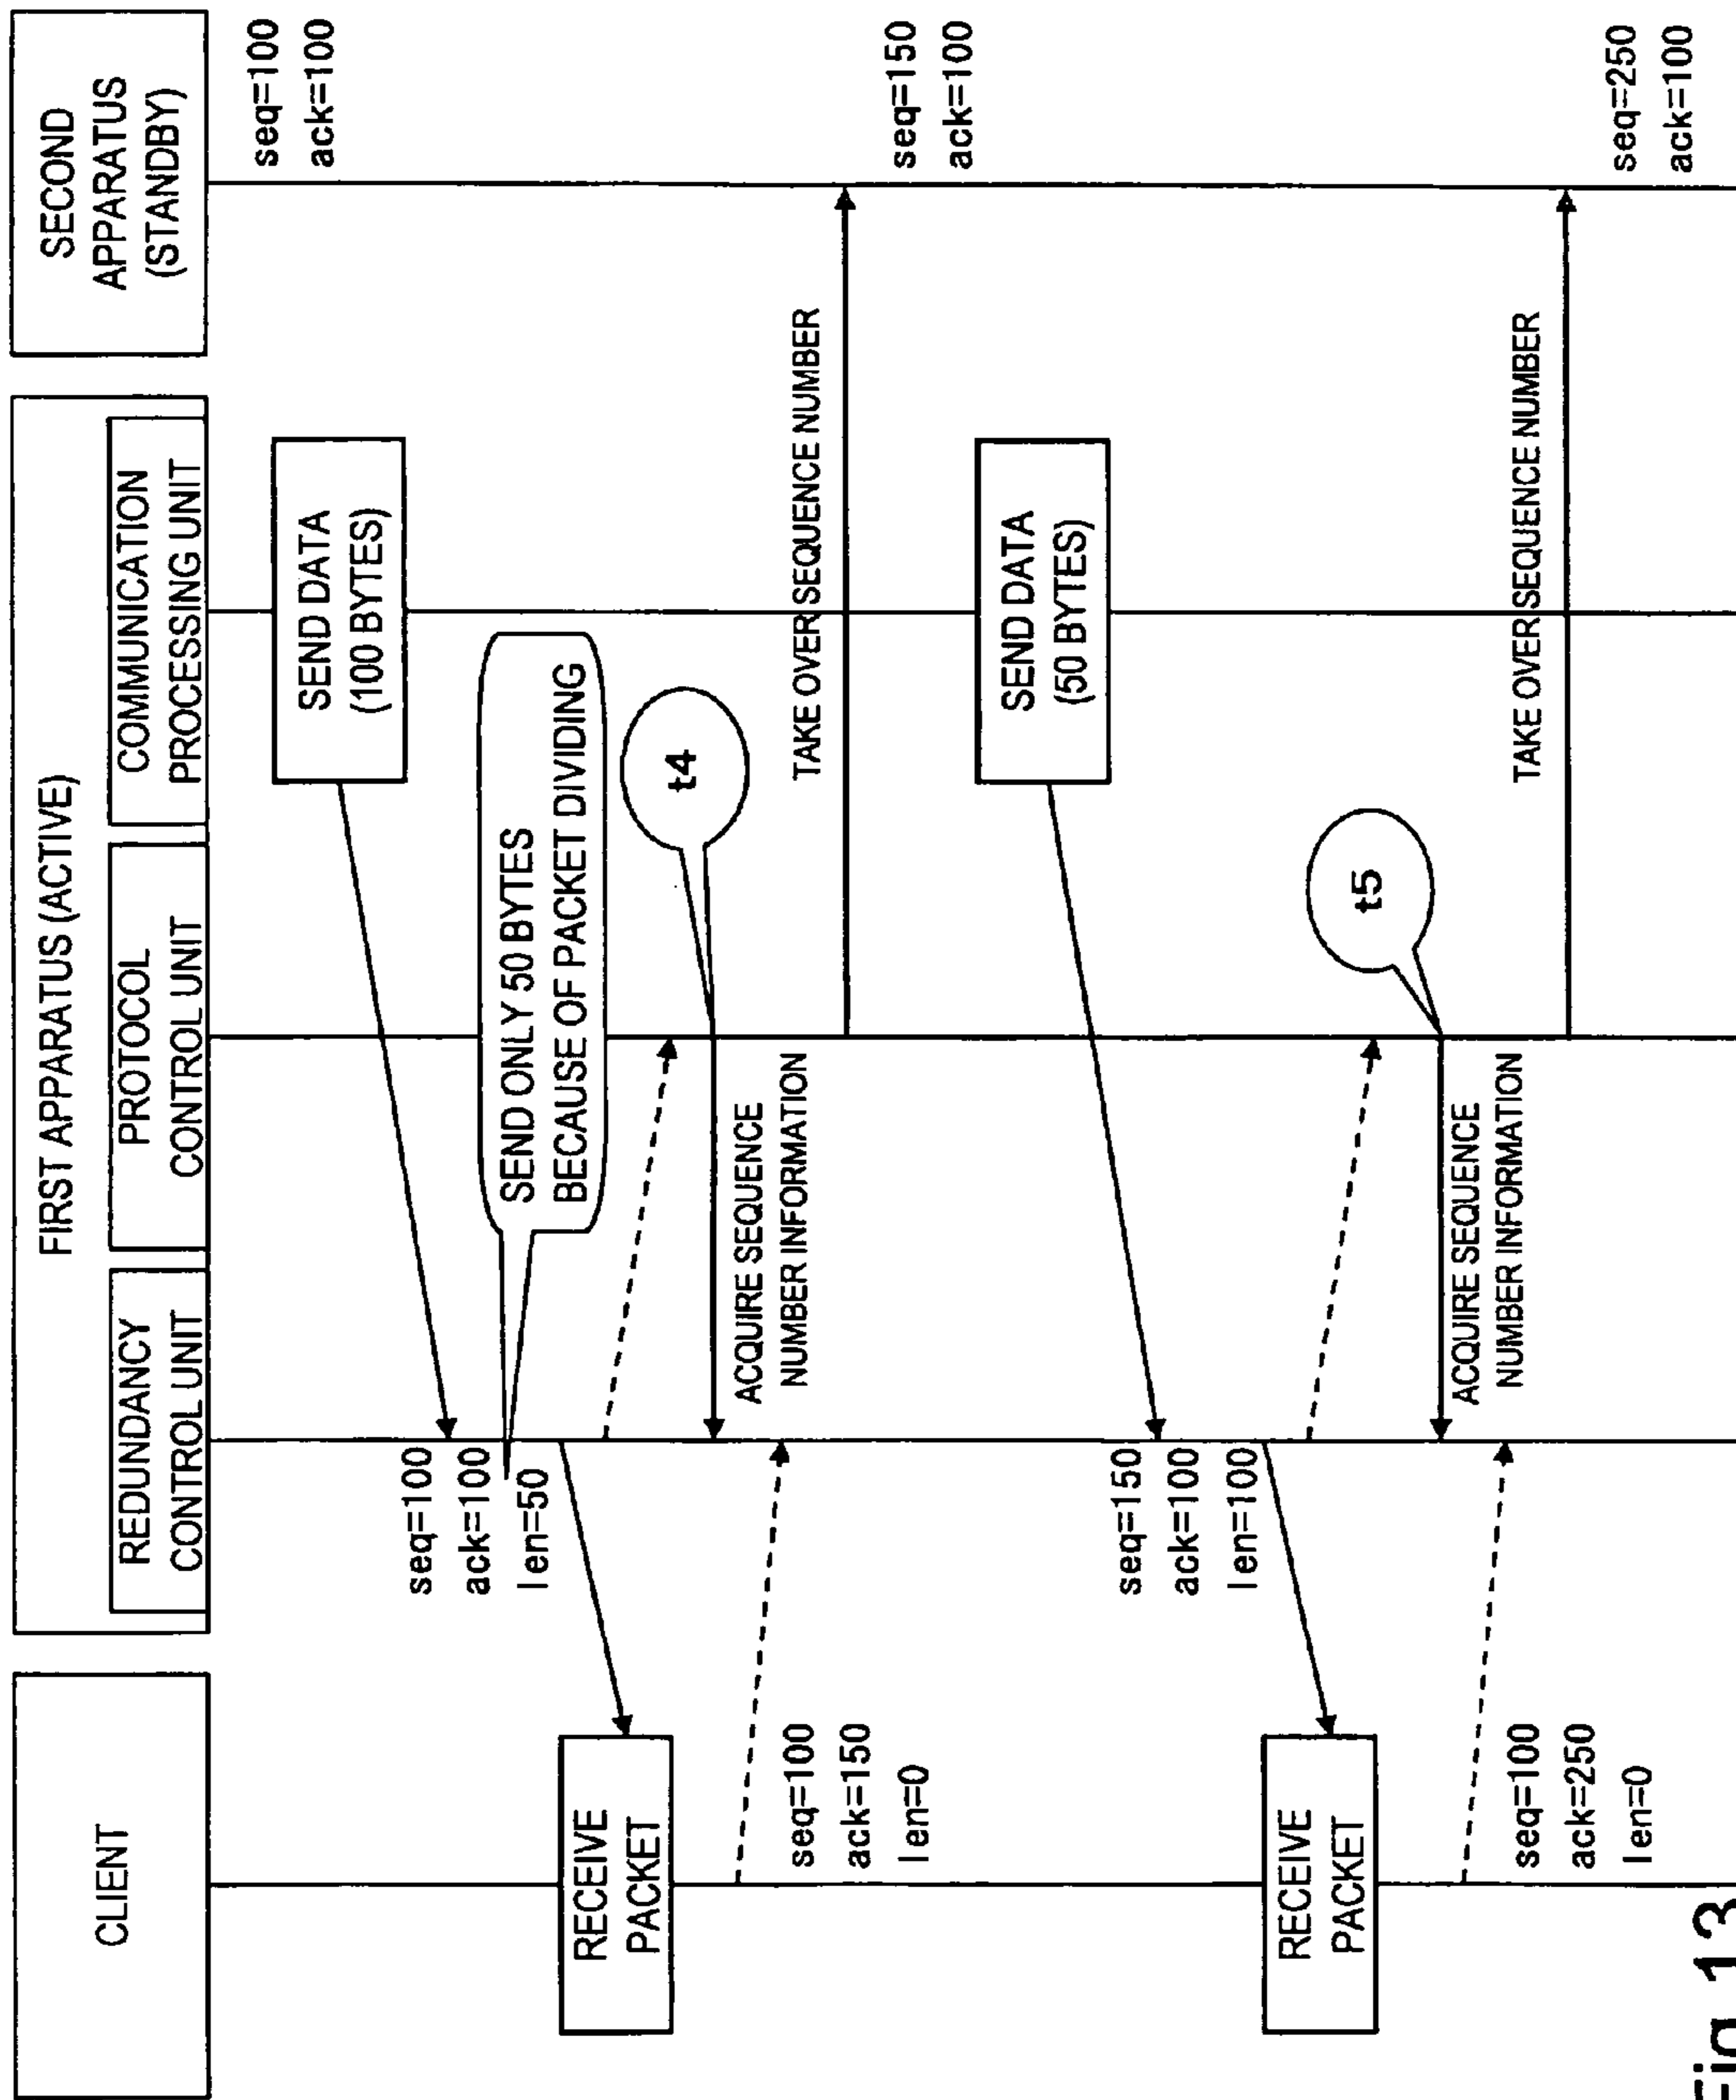 CLIENT
FIRST APPARATUS (ACTIVE)
REDUNDANCY
CONTROL UNIT
PROTOCOL
CONTROL UNIT
COMMUNICATION
PROCESSING UNIT
SECOND
APPARATUS
(STANDBY)
seq=100
ack=100
SEND DATA
(100 BYTES)
seq=100
ack=100
len=50
SEND ONLY 50 BYTES
BECAUSE OF PACKET DIVIDING
RECEIVE
PACKET
t4
ACQUIRE SEQUENCE
NUMBER INFORMATION
seq=100
ack=150
len=0
TAKE OVER SEQUENCE NUMBER
seq=150
ack=100
SEND DATA
(50 BYTES)
seq=150
ack=100
len=100
RECEIVE
PACKET
t5
ACQUIRE SEQUENCE
NUMBER INFORMATION
seq=100
ack=250
len=0
TAKE OVER SEQUENCE NUMBER
seq=250
ack=100
Fig.13